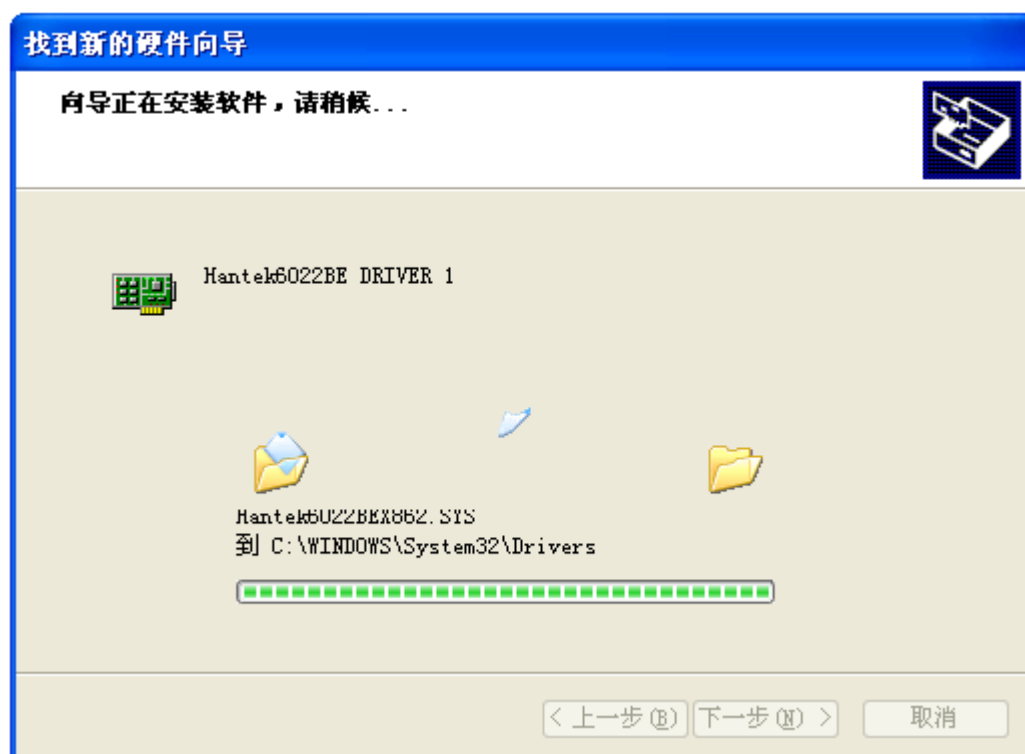 找到新的硬件向导
向导正在安装软件，请稍候...
Hantek6022BE DRIVER 1
Hantek6022BEX862.SYS
到 C:\WINDOWS\System32\Drivers
< 上一步(B) 下一步(N) > 取消